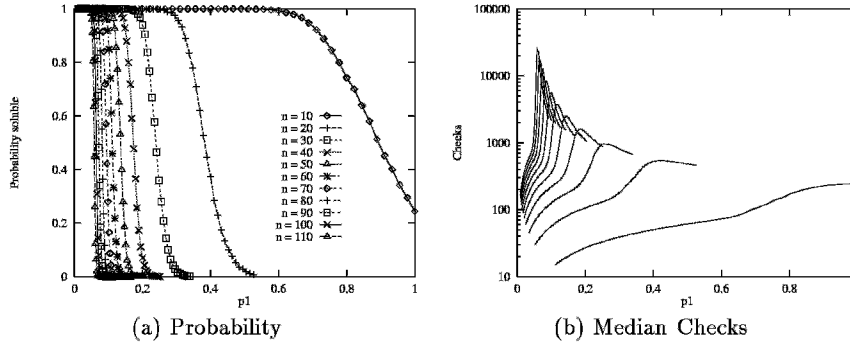 1
0.8
0.6
0.4
0.2
0
Probability soluble
0
0.2
0.4
0.6
0.8
1
p1
n = 10
n = 20
n = 30
n = 40
n = 50
n = 60
n = 70
n = 80
n = 90
n = 100
n = 110
(a) Probability
100000
10000
1000
100
10
Checks
0
0.2
0.4
0.6
0.8
p1
(b) Median Checks